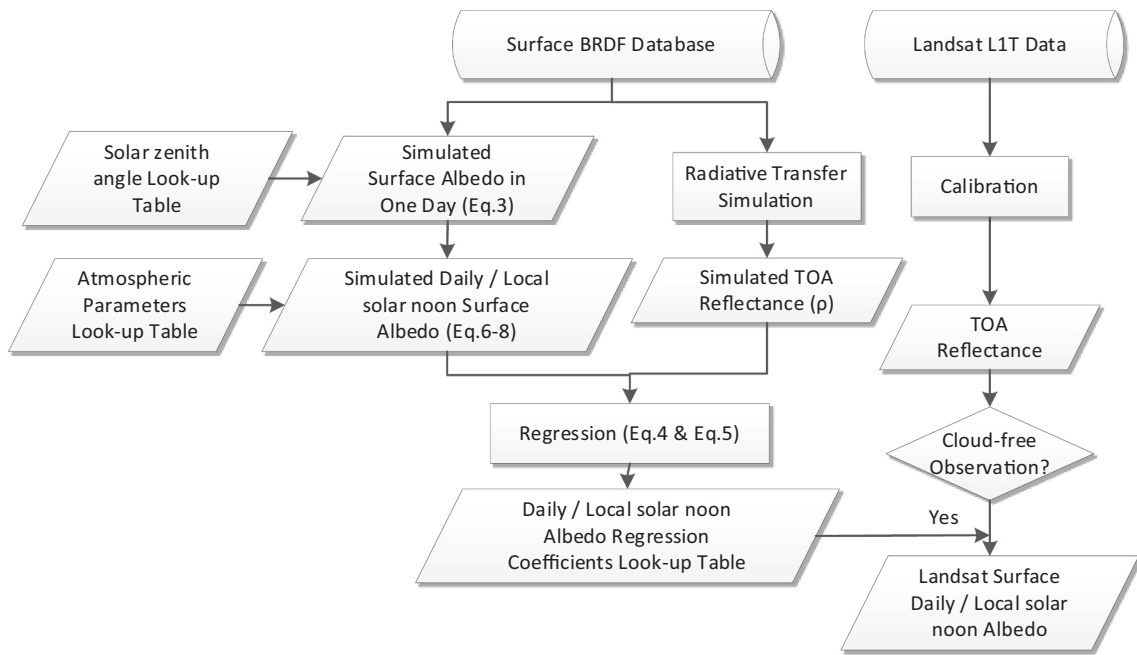 Surface BRDF Database
Landsat L1T Data
Solar zenith
angle Look-up
Table
Simulated
Surface Albedo in
One Day (Eq.3)
Radiative Transfer
Simulation
Calibration
Atmospheric
Parameters
Look-up Table
Simulated Daily / Local
solar noon Surface
Albedo (Eq.6-8)
Simulated TOA
Reflectance (ρ)
TOA
Reflectance
Regression (Eq.4 & Eq.5)
Cloud-free
Observation?
Daily / Local solar noon
Albedo Regression
Coefficients Look-up Table
Yes
Landsat Surface
Daily / Local solar
noon Albedo